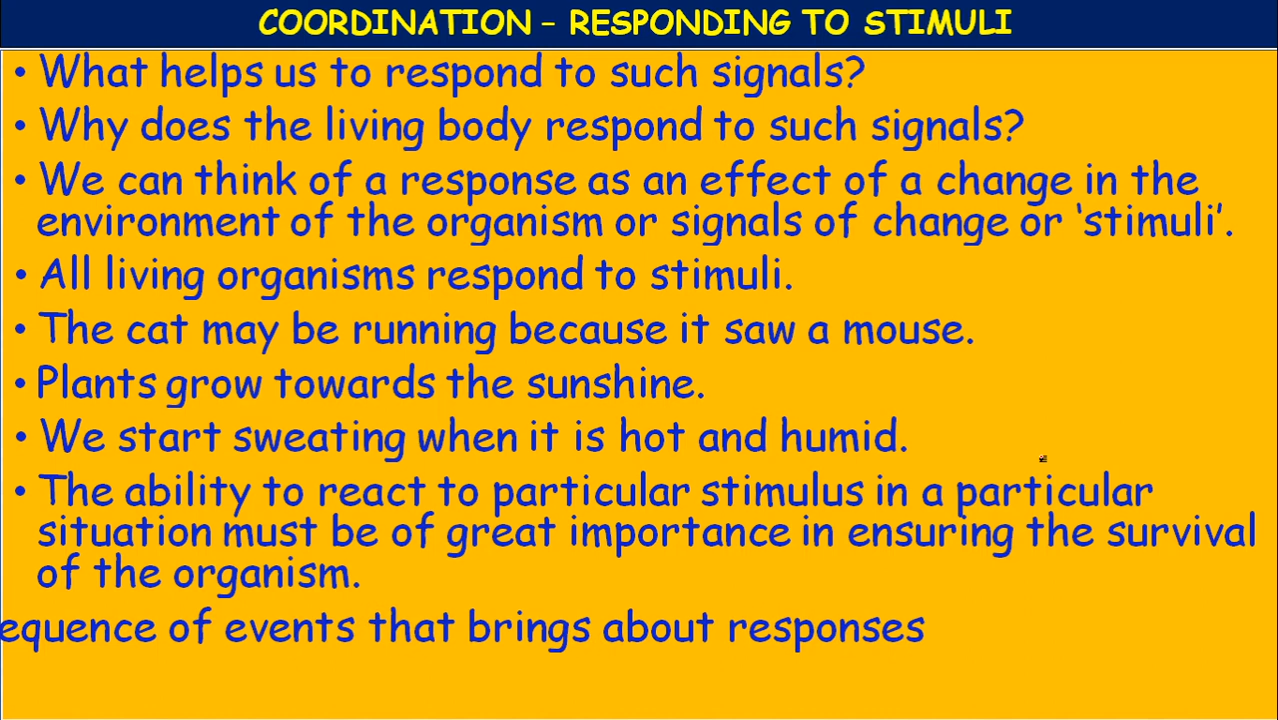 COORDINATION – RESPONDING TO STIMULI
• What helps us to respond to such signals?
• Why does the living body respond to such signals?
• We can think of a response as an effect of a change in the
environment of the organism or signals of change or ‘stimuli’.
• All living organisms respond to stimuli.
• The cat may be running because it saw a mouse.
• Plants grow towards the sunshine.
• We start sweating when it is hot and humid.
• The ability to react to particular stimulus in a particular
situation must be of great importance in ensuring the survival
of the organism.
equence of events that brings about responses